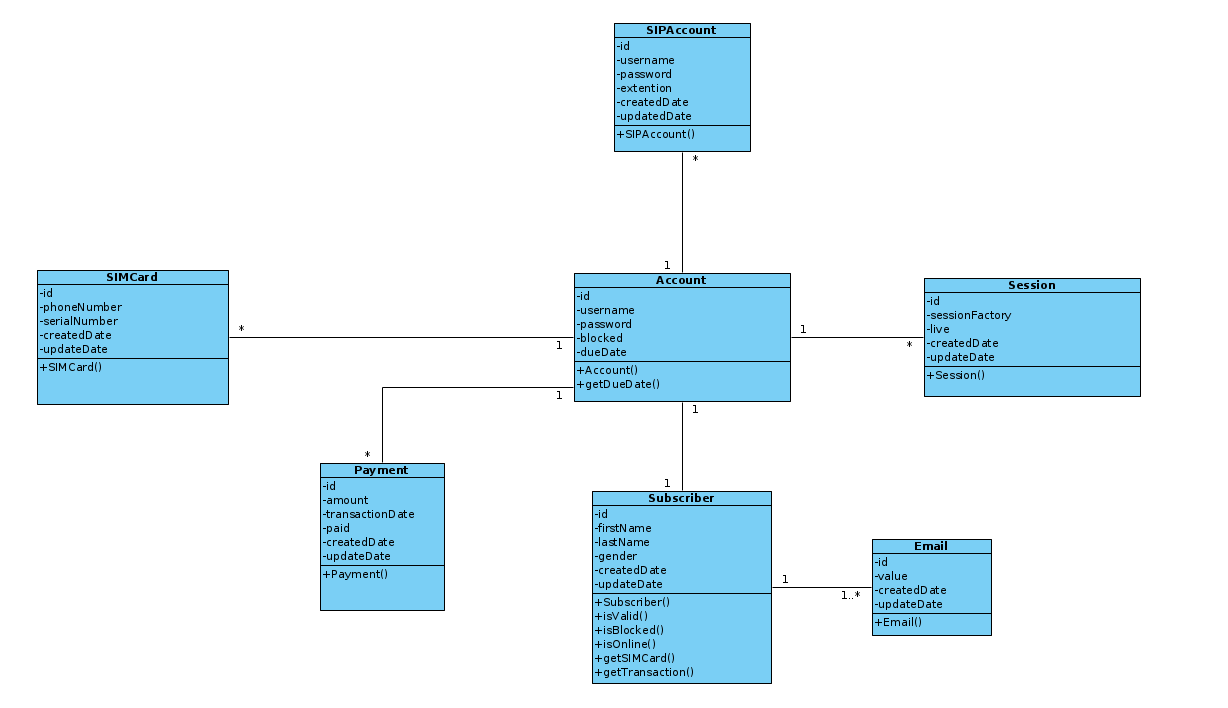 SIPAccount
-id
-username
-password
-extention
-createdDate
-updatedDate
+SIPAccount()
*
1
SIMCard
-id
-phoneNumber
-serialNumber
-createdDate
-updateDate
+SIMCard()
*
1
Account
-id
-username
-password
-blocked
-dueDate
+Account()
+getDueDate()
1
*
Session
-id
-sessionFactory
-live
-createdDate
-updateDate
+Session()
1
*
Payment
-id
-amount
-transactionDate
-paid
-createdDate
-updateDate
+Payment()
1
1
Subscriber
-id
-firstName
-lastName
-gender
-createdDate
-updateDate
+Subscriber()
+isValid()
+isBlocked()
+isOnline()
+getSIMCard()
+getTransaction()
1
1..*
Email
-id
-value
-createdDate
-updateDate
+Email()